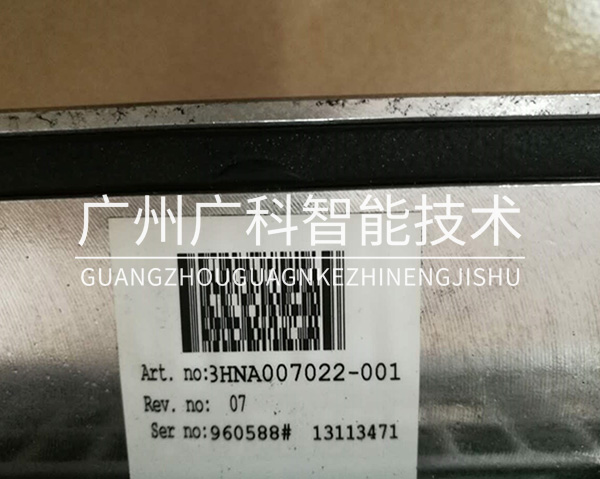 广州广科智能技术
GUANGZHOUGUAGNKEZHINENGJISHU
Art. no:3HNA007022-001
Rev. no: 07
Ser no:960588# 13113471